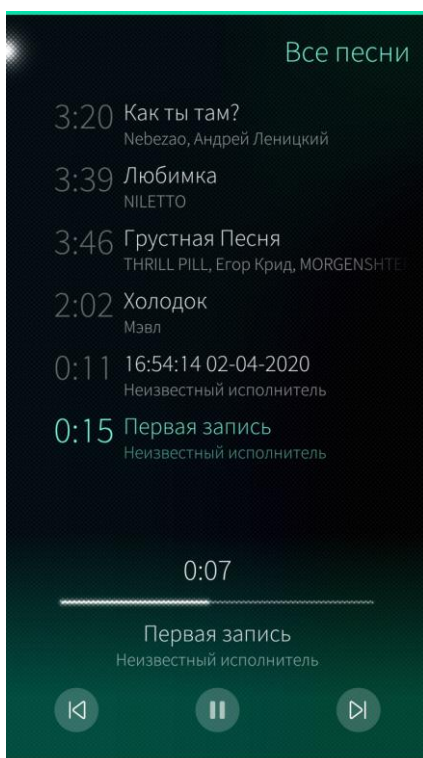 Все песни
3:20 Как ты там?
Nebezao, Андрей Леницкий
3:39 Любимка
NILETTO
3:46 Грустная Песня
THRILL PILL, Егор Крид, MORGENSHTE
2:02 Холодок
Мэвл
0:11 16:54:14 02-04-2020
Неизвестный исполнитель
0:15 Первая запись
Неизвестный исполнитель
0:07
Первая запись
Неизвестный исполнитель